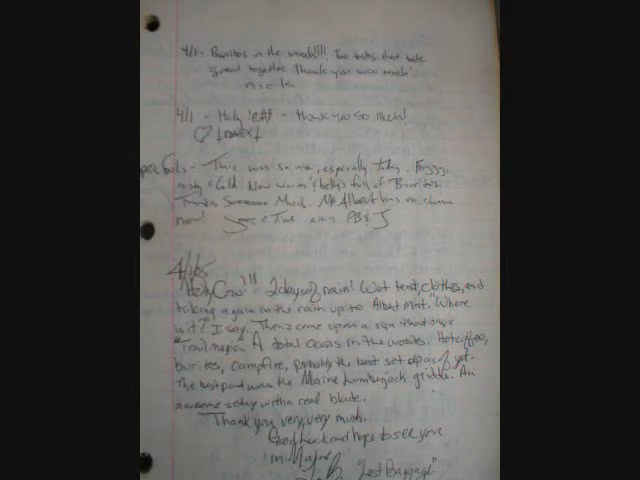 4/1 - Burritos in the woods!!!! Two tastes that taste
great together. Thank you sooo much!
nick
4/1 - Holy !@#! - thank you so much!
This was so nice, especially today. Foggy,
misty & Cold. Now warm & belly's full of Burritos.
Thanks Soooooo Much. Mt Albert has no chance
now! & Tim a.k.a. PB & J
4/1/05
Holy Cow!!! 2 days of rain! Wet tent, clothes, and
hiking again in the rain up to Albert Mnt. "Where
is it?" I say. Then I come upon a sign that says
"Trail magic." A total oasis in the woods. Hot coffee,
burritos, campfire, probably the best set of yet.
The best part was the Maine Lumberjack griddle. An
awesome setup with a real blade.
Thank you very, very much.
Good luck and hope to see you
in Maine
"Lost Baggage"